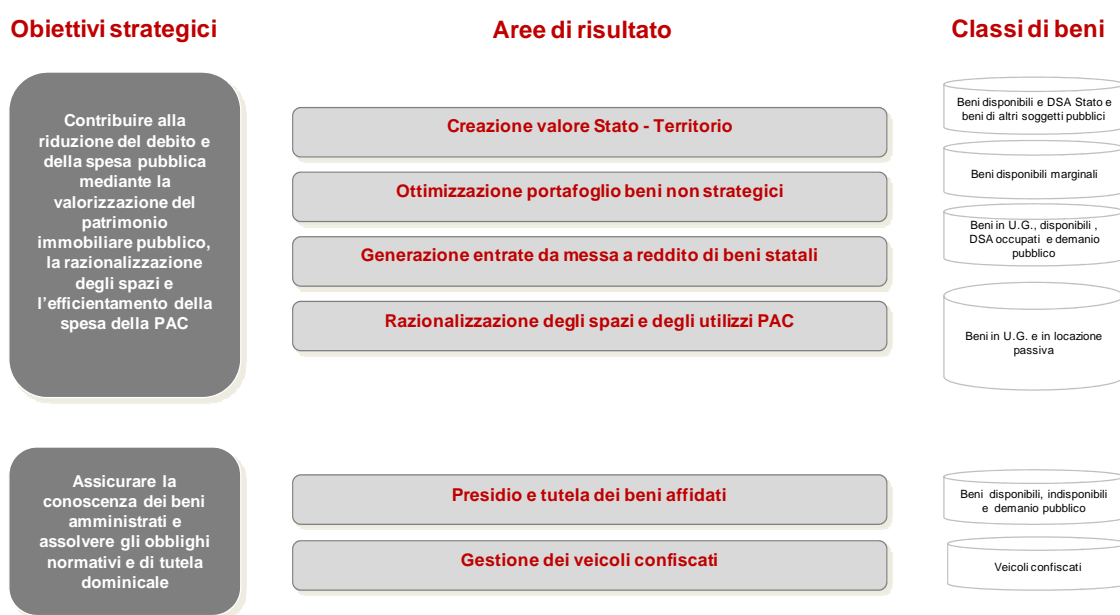 Obiettivi strategici
Aree di risultato
Classi di beni
Contribuire alla
riduzione del debito e
della spesa pubblica
mediante la
valorizzazione del
patrimonio
immobiliare pubblico,
la razionalizzazione
degli spazi e
l'efficientamento della
spesa della PAC
Creazione valore Stato - Territorio
Ottimizzazione portafoglio beni non strategici
Generazione entrate da messa a reddito di beni statali
Razionalizzazione degli spazi e degli utilizzi PAC
Beni disponibili e DSA Stato e
beni di altri soggetti pubblici
Beni disponibili marginali
Beni in U.G., disponibili ,
DSA occupati e demanio
pubblico
Beni in U.G. e in locazione
passiva
Assicurare la
conoscenza dei beni
amministrati e
assolvere gli obblighi
normativi e di tutela
dominicale
Presidio e tutela dei beni affidati
Gestione dei veicoli confiscati
Beni disponibili, indisponibili
e demanio pubblico
Veicoli confiscati